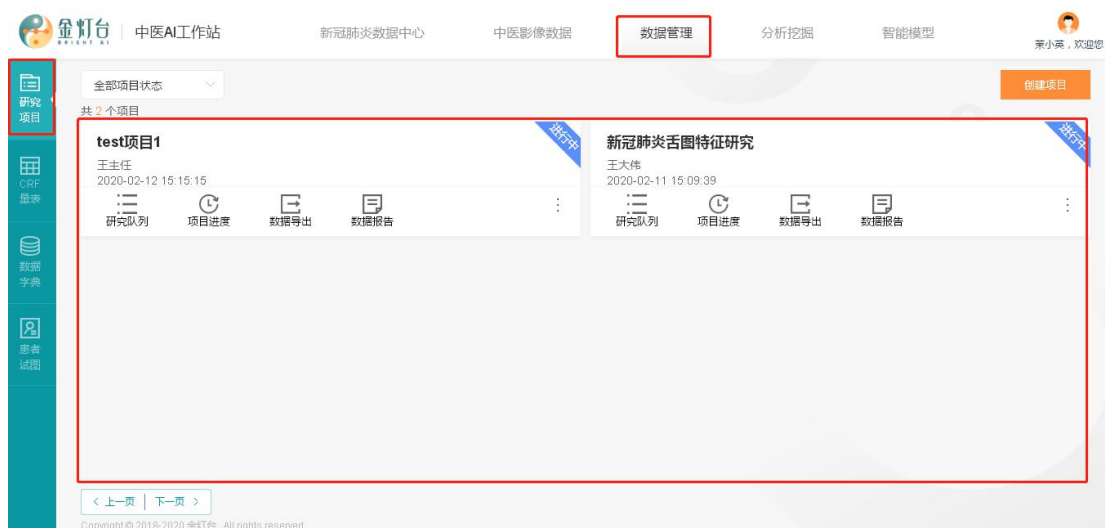 金灯台
BRIGHT AI
中医AI工作站
新冠肺炎数据中心
中医影像数据
数据管理
分析挖掘
智能模型
茉小英，欢迎您
研究
项目
CRF
量表
数据
字典
患者
试图
全部项目状态
创建项目
共 2 个项目
test项目1
进行中
王主任
2020-02-12 15:15:15
研究队列
项目进度
数据导出
数据报告
新冠肺炎舌图特征研究
进行中
王大伟
2020-02-11 15:09:39
研究队列
项目进度
数据导出
数据报告
< 上一页 | 下一页 >
Copyright © 2018-2020 金灯台 All rights reserved